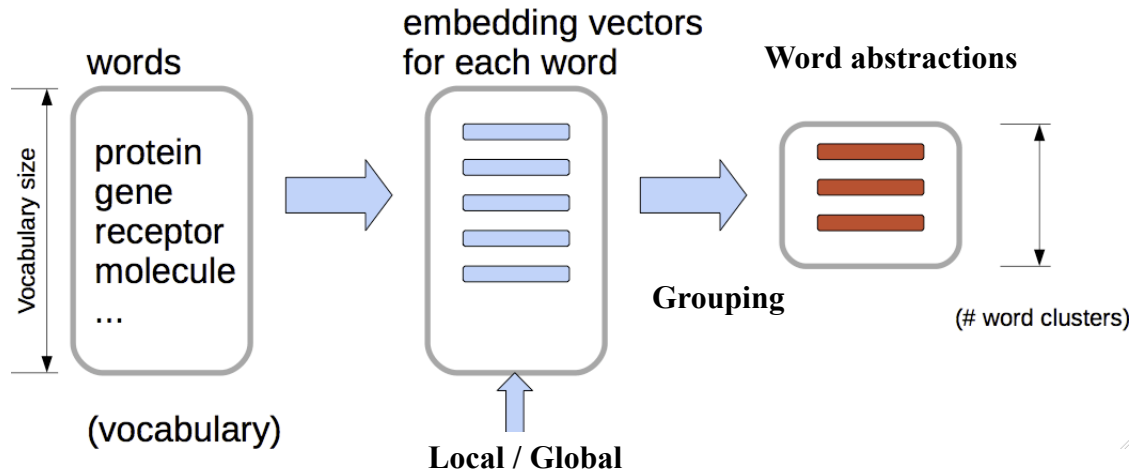 words
Vocabulary size
protein
gene
receptor
molecule
...
(vocabulary)
embedding vectors
for each word
Local / Global
Grouping
Word abstractions
(# word clusters)